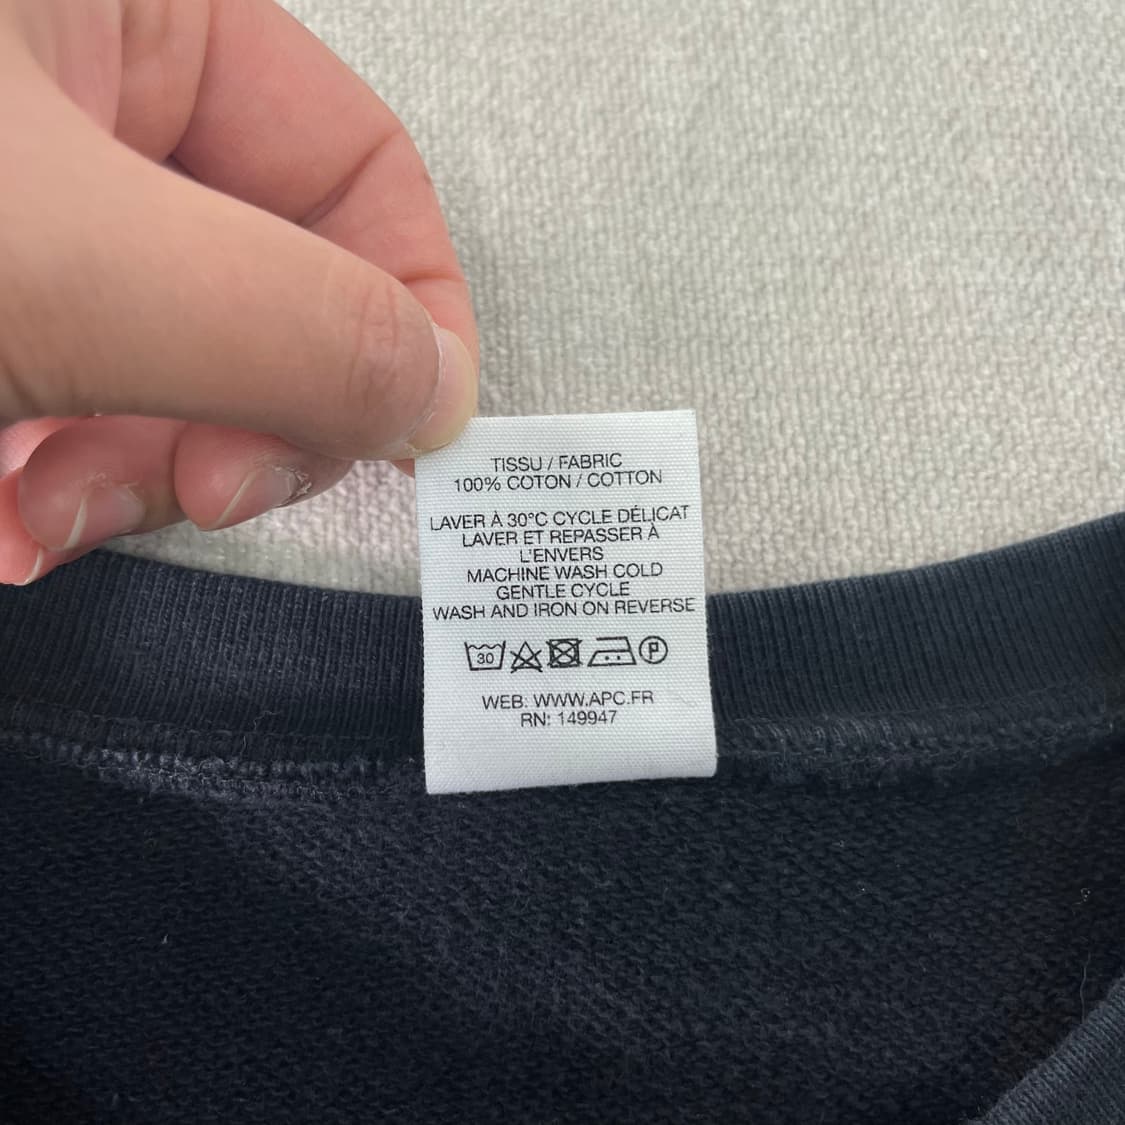 TISSU / FABRIC
100% COTON / COTTON
LAVER À 30°C CYCLE DÉLICAT
LAVER ET REPASSER À
L'ENVERS
MACHINE WASH COLD
GENTLE CYCLE
WASH AND IRON ON REVERSE
30 P
WEB: WWW.APC.FR
RN: 149947